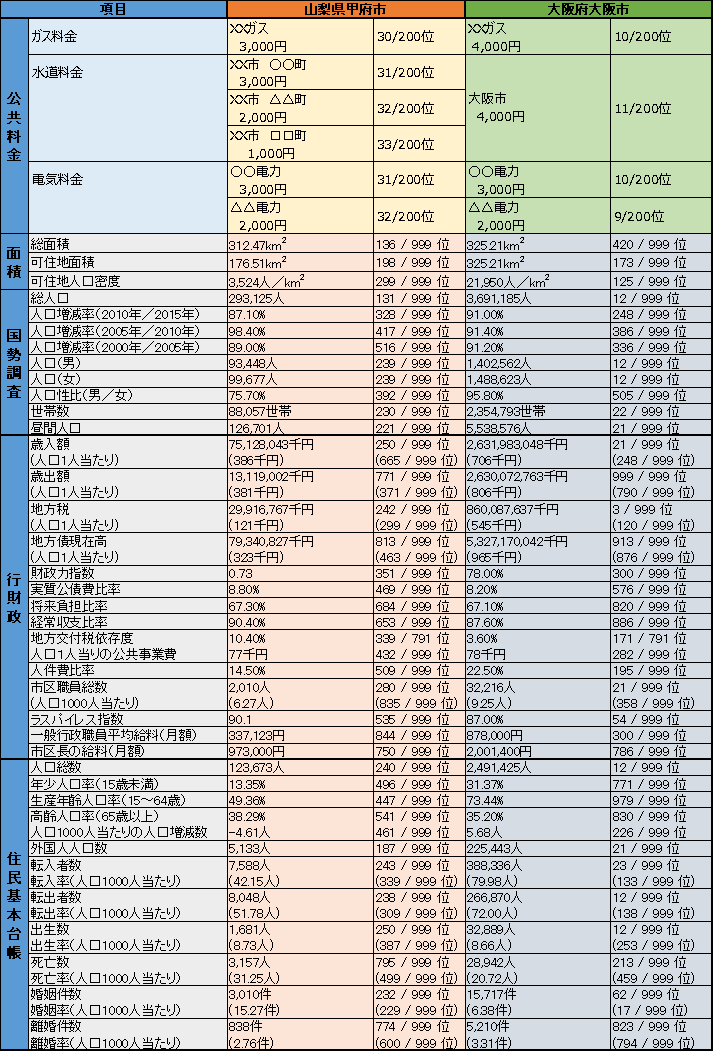 項目 山梨県甲府市 大阪府大阪市
公共料金
ガス料金 XXガス 30/200位 XXガス 10/200位
3,000円 4,000円
水道料金 XX市 〇〇町 31/200位 大阪市 11/200位
3,000円 4,000円
XX市 △△町 32/200位
2,000円
XX市 □□町 33/200位
1,000円
電気料金 〇〇電力 31/200位 〇〇電力 10/200位
3,000円 3,000円
△△電力 32/200位 △△電力 9/200位
2,000円 2,000円
面積
総面積 312.47km² 136 / 999 位 325.21km² 420 / 999 位
可住地面積 176.51km² 198 / 999 位 325.21km² 173 / 999 位
可住地人口密度 3,524人／km² 299 / 999 位 21,950人／km² 125 / 999 位
国勢調査
総人口 293,125人 131 / 999 位 3,691,185人 12 / 999 位
人口増減率(2010年／2015年) 87.10% 328 / 999 位 91.00% 248 / 999 位
人口増減率(2005年／2010年) 98.40% 417 / 999 位 91.40% 386 / 999 位
人口増減率(2000年／2005年) 89.00% 516 / 999 位 91.20% 336 / 999 位
人口(男) 93,448人 239 / 999 位 1,402,562人 12 / 999 位
人口(女) 99,677人 239 / 999 位 1,488,623人 12 / 999 位
人口性比(男／女) 75.70% 392 / 999 位 95.80% 505 / 999 位
世帯数 88,057世帯 230 / 999 位 2,354,793世帯 22 / 999 位
昼間人口 126,701人 221 / 999 位 5,538,576人 21 / 999 位
行財政
歳入額 75,128,043千円 250 / 999 位 2,631,983,048千円 21 / 999 位
(人口1人当たり) (386千円) (665 / 999 位) (706千円) (248 / 999 位)
歳出額 13,119,002千円 771 / 999 位 2,630,072,763千円 999 / 999 位
(人口1人当たり) (381千円) (371 / 999 位) (806千円) (790 / 999 位)
地方税 29,916,767千円 242 / 999 位 860,087,637千円 3 / 999 位
(人口1人当たり) (121千円) (299 / 999 位) (545千円) (120 / 999 位)
地方債現在高 79,340,827千円 813 / 999 位 5,327,170,042千円 913 / 999 位
(人口1人当たり) (323千円) (463 / 999 位) (965千円) (876 / 999 位)
財政力指数 0.73 351 / 999 位 78.00% 300 / 999 位
実質公債費比率 8.80% 469 / 999 位 8.20% 576 / 999 位
将来負担比率 67.30% 684 / 999 位 67.10% 820 / 999 位
経常収支比率 90.40% 653 / 999 位 87.60% 886 / 999 位
地方交付税依存度 10.40% 339 / 791 位 3.60% 171 / 791 位
人口1人当りの公共事業費 77千円 432 / 999 位 78千円 282 / 999 位
人件費比率 14.50% 509 / 999 位 22.50% 195 / 999 位
市区職員総数 2,010人 280 / 999 位 32,216人 21 / 999 位
(人口1000人当たり) (6.27人) (835 / 999 位) (9.25人) (358 / 999 位)
ラスパイレス指数 90.1 535 / 999 位 87.00% 54 / 999 位
一般行政職員平均給料(月額) 337,123円 844 / 999 位 878,000円 300 / 999 位
市区長の給料(月額) 973,000円 750 / 999 位 2,001,400円 786 / 999 位
住民基本台帳
人口総数 123,673人 240 / 999 位 2,491,425人 12 / 999 位
年少人口率(15歳未満) 13.35% 496 / 999 位 31.37% 771 / 999 位
生産年齢人口率(15～64歳) 49.36% 447 / 999 位 73.44% 979 / 999 位
高齢人口率(65歳以上) 38.29% 541 / 999 位 35.20% 830 / 999 位
人口1000人当たりの人口増減数 -4.61人 461 / 999 位 5.68人 226 / 999 位
外国人人口数 5,133人 187 / 999 位 225,443人 21 / 999 位
転入者数 7,588人 243 / 999 位 388,336人 23 / 999 位
転入率(人口1000人当たり) (42.15人) (339 / 999 位) (79.98人) (133 / 999 位)
転出者数 8,048人 238 / 999 位 266,870人 12 / 999 位
転出率(人口1000人当たり) (51.78人) (309 / 999 位) (72.00人) (138 / 999 位)
出生数 1,681人 250 / 999 位 32,889人 12 / 999 位
出生率(人口1000人当たり) (8.73人) (387 / 999 位) (8.66人) (253 / 999 位)
死亡数 3,157人 795 / 999 位 28,942人 213 / 999 位
死亡率(人口1000人当たり) (31.25人) (499 / 999 位) (20.72人) (459 / 999 位)
婚姻件数 3,010件 232 / 999 位 15,717件 62 / 999 位
婚姻率(人口1000人当たり) (15.27人) (229 / 999 位) (6.38人) (17 / 999 位)
離婚件数 838件 774 / 999 位 5,210件 823 / 999 位
離婚率(人口1000人当たり) (2.76人) (600 / 999 位) (3.31人) (794 / 999 位)